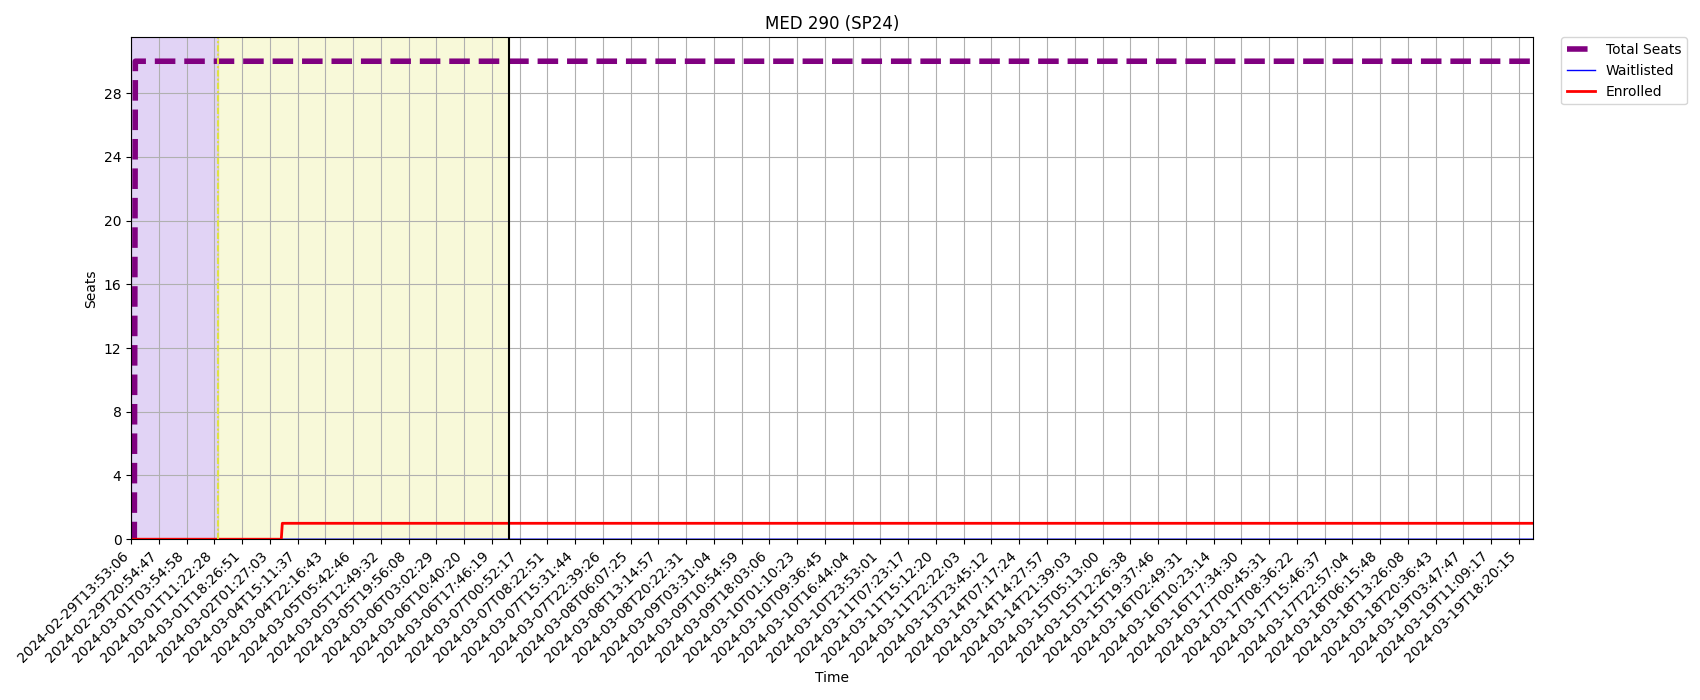 MED 290 (SP24)
Total Seats
Waitlisted
Enrolled
Seats
28
24
20
16
12
8
4
0
2024-02-29T13:53:06
2024-02-29T20:54:47
2024-03-01T03:54:58
2024-03-01T11:22:28
2024-03-01T18:26:51
2024-03-02T01:27:03
2024-03-04T15:11:37
2024-03-04T22:16:43
2024-03-05T05:42:46
2024-03-05T12:49:32
2024-03-05T19:56:08
2024-03-06T03:02:29
2024-03-06T10:40:20
2024-03-06T17:46:19
2024-03-07T00:52:17
2024-03-07T08:22:51
2024-03-07T15:31:44
2024-03-07T22:39:26
2024-03-08T06:07:25
2024-03-08T13:14:57
2024-03-08T20:22:31
2024-03-09T03:31:04
2024-03-09T10:54:59
2024-03-09T18:03:06
2024-03-10T01:10:23
2024-03-10T09:36:45
2024-03-10T16:44:04
2024-03-10T23:53:01
2024-03-11T07:23:17
2024-03-11T15:12:20
2024-03-11T22:22:03
2024-03-13T23:45:12
2024-03-14T07:17:24
2024-03-14T14:27:57
2024-03-14T21:39:03
2024-03-15T05:13:00
2024-03-15T12:26:38
2024-03-15T19:37:46
2024-03-16T02:49:31
2024-03-16T10:23:14
2024-03-16T17:34:30
2024-03-17T00:45:31
2024-03-17T08:36:22
2024-03-17T15:46:37
2024-03-17T22:57:04
2024-03-18T06:15:48
2024-03-18T13:26:08
2024-03-18T20:36:43
2024-03-19T03:47:47
2024-03-19T11:09:17
2024-03-19T18:20:15
Time